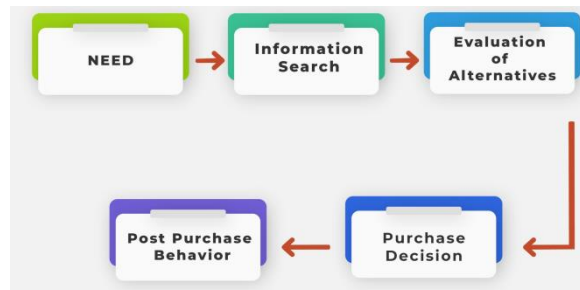 NEED
Information
Search
Evaluation
of
Alternatives
Purchase
Decision
Post Purchase
Behavior